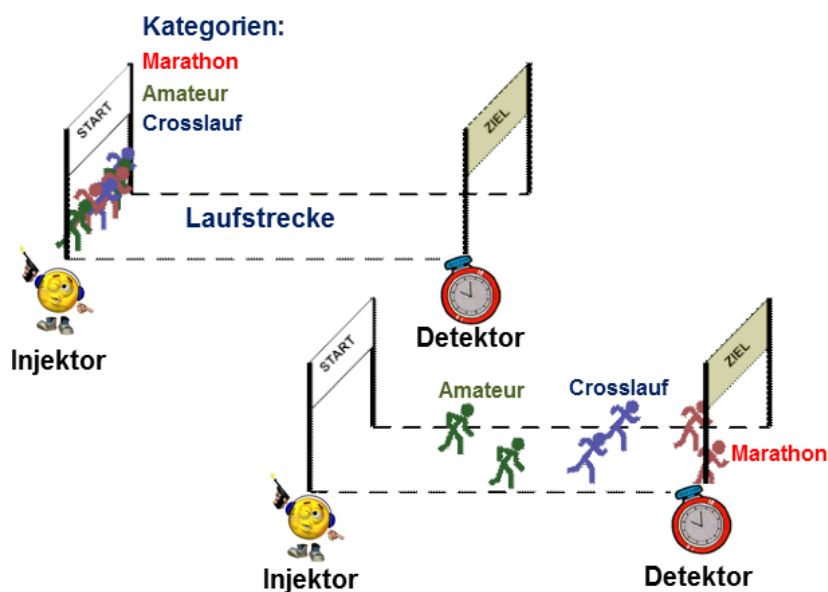 Kategorien:
Marathon
Amateur
Crosslauf
START
ZIEL
Laufstrecke
Injektor
Detektor
START
ZIEL
Amateur
Crosslauf
Marathon
Injektor
Detektor